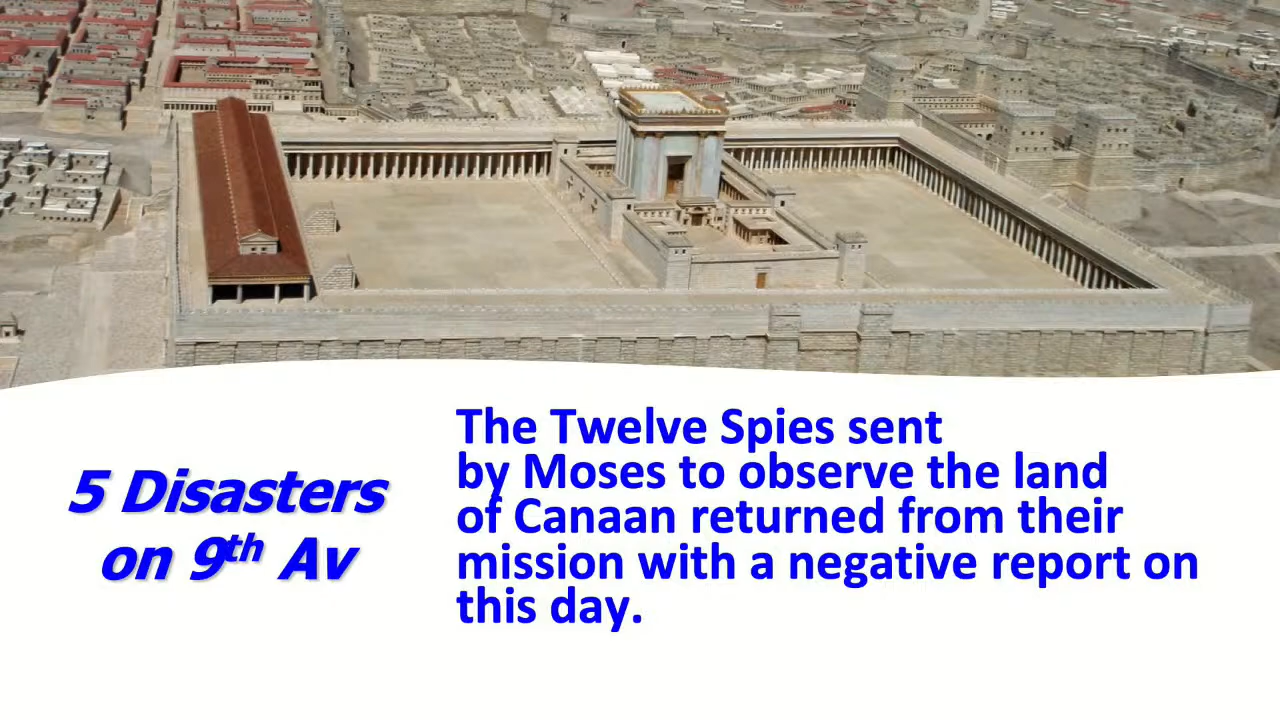 5 Disasters
on 9th Av
The Twelve Spies sent
by Moses to observe the land
of Canaan returned from their
mission with a negative report on
this day.